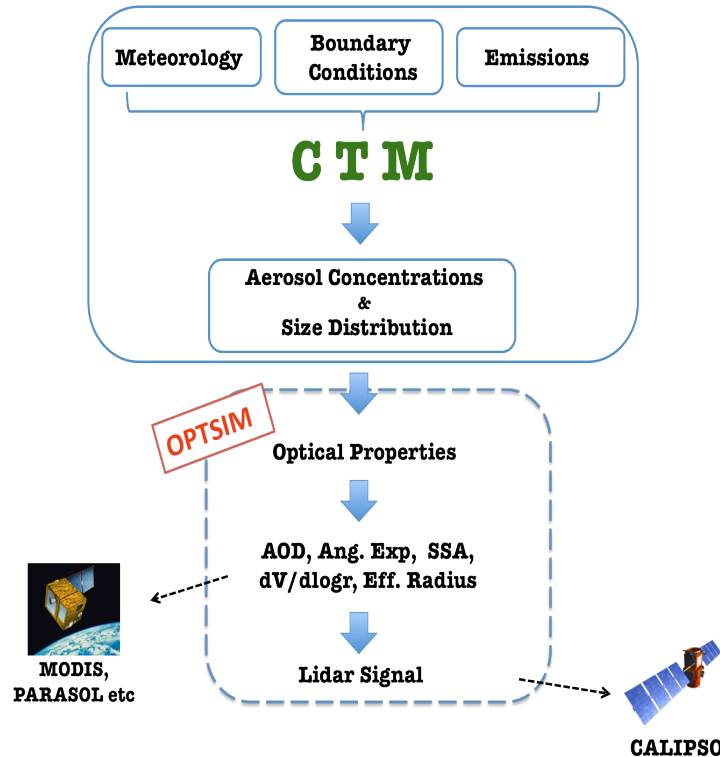 Meteorology
Boundary
Conditions
Emissions
CTM
Aerosol Concentrations
&
Size Distribution
OPTSIM
Optical Properties
AOD, Ang. Exp, SSA,
dV/dlogr, Eff. Radius
MODIS,
PARASOL etc
Lidar Signal
CALIPSO